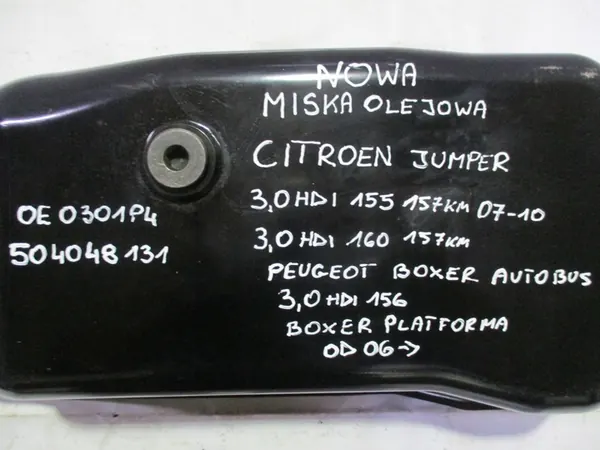 NOWA
MISKA OLEJOWA
CITROEN JUMPER
3,0 HDI 155 157KM 07-10
3,0 HDI 160 157KM
PEUGEOT BOXER AUTOBUS
3,0 HDI 156
BOXER PLATFORMA
OD 06->
OE 0301P4
504048131